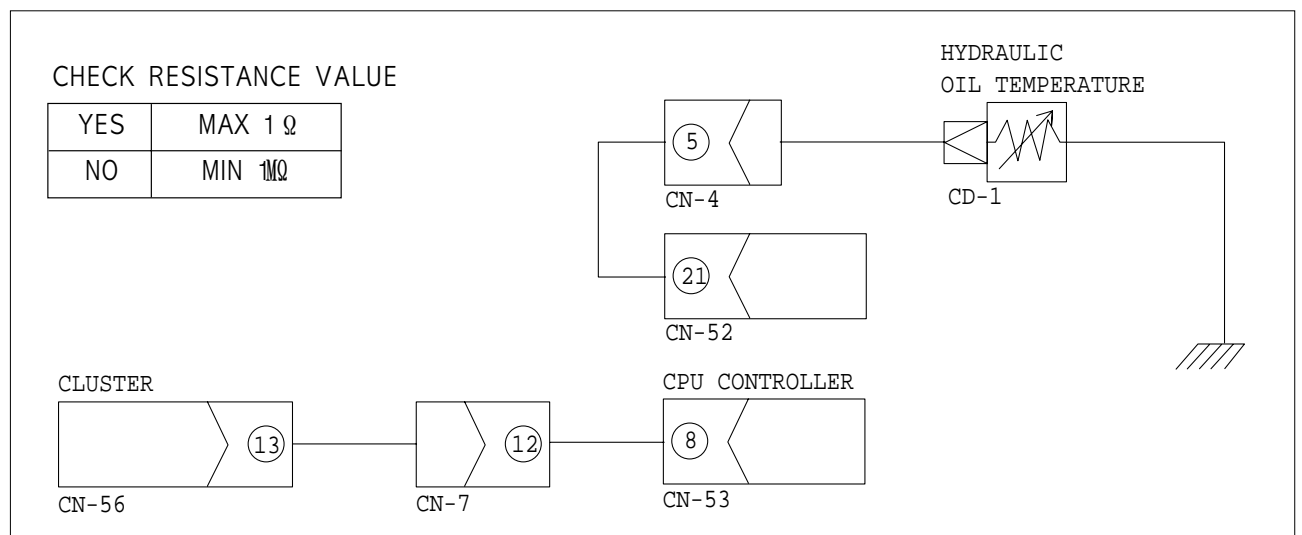 CHECK RESISTANCE VALUE
YES MAX 1 Ω
NO MIN 1MΩ
HYDRAULIC
OIL TEMPERATURE
5
CN-4
CD-1
21
CN-52
CLUSTER
CPU CONTROLLER
13
12
8
CN-56
CN-7
CN-53